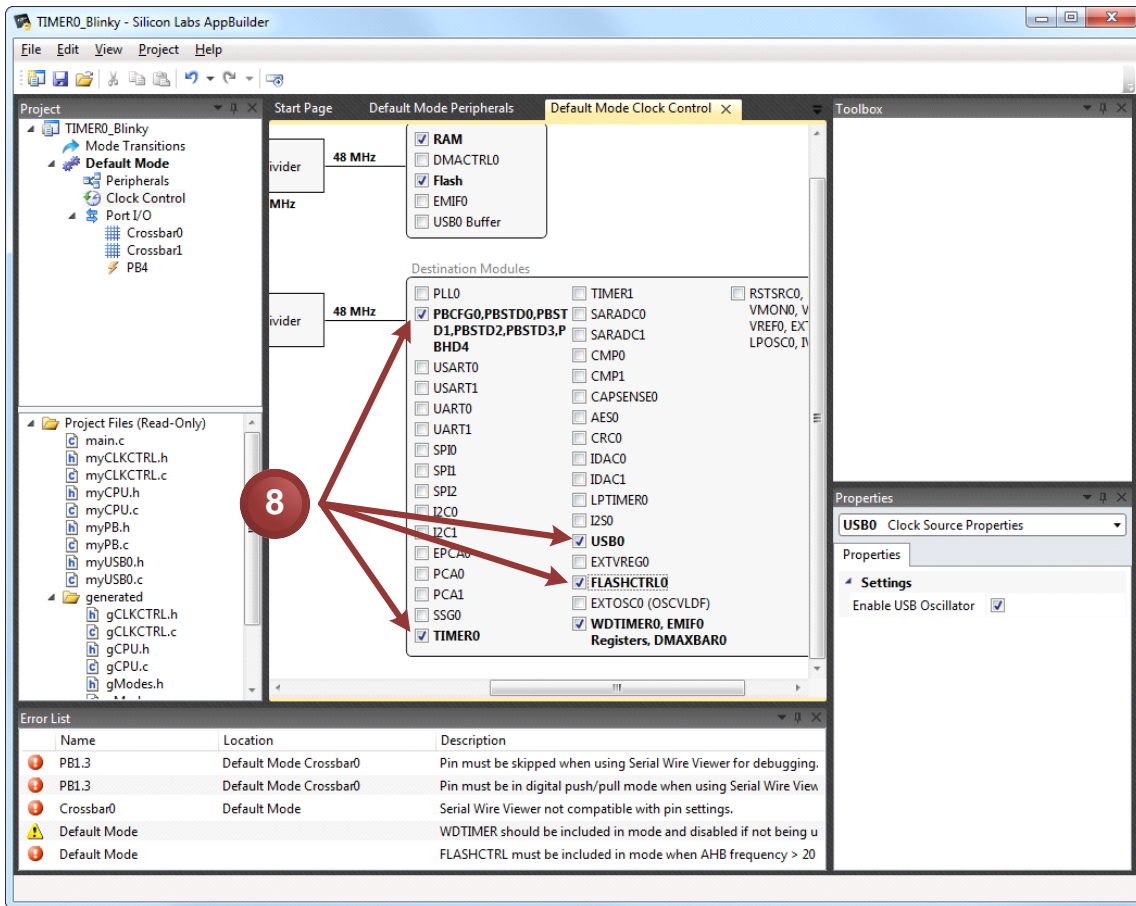 TIMER0_Blinky - Silicon Labs AppBuilder
File Edit View Project Help
Project
TIMER0_Blinky
Mode Transitions
Default Mode
Peripherals
Clock Control
Port I/O
Crossbar0
Crossbar1
PB4
Project Files (Read-Only)
main.c
myCLKCTRL.h
myCLKCTRL.c
myCPU.h
myCPU.c
myPB.h
myPB.c
myUSB0.h
myUSB0.c
generated
gCLKCTRL.h
gCLKCTRL.c
gCPU.h
gCPU.c
gModes.h
Start Page Default Mode Peripherals Default Mode Clock Control
ivider
48 MHz
MHz
RAM
DMACTRL0
Flash
EMIF0
USB0 Buffer
Destination Modules
ivider
48 MHz
PLL0
PBCFG0,PBSTD0,PBST
D1,PBSTD2,PBSTD3,P
BHD4
USART0
USART1
UART0
UART1
SPI0
SPI1
SPI2
I2C0
I2C1
EPCA0
PCA0
PCA1
SSG0
TIMER0
TIMER1
SARADC0
SARADC1
CMP0
CMP1
CAPSENSE0
AES0
CRC0
IDAC0
IDAC1
LPTIMER0
I2S0
USB0
EXTVREG0
FLASHCTRL0
EXTOSC0 (OSCVLDF)
WDTIMER0, EMIF0
Registers, DMAXBAR0
RSTSRC0,
VMON0, V
VREF0, EX
LPOSC0, I
8
Toolbox
Properties
USB0 Clock Source Properties
Properties
Settings
Enable USB Oscillator
Error List
Name Location Description
PB1.3 Default Mode Crossbar0 Pin must be skipped when using Serial Wire Viewer for debugging.
PB1.3 Default Mode Crossbar0 Pin must be in digital push/pull mode when using Serial Wire View
Crossbar0 Default Mode Serial Wire Viewer not compatible with pin settings.
Default Mode WDTIMER should be included in mode and disabled if not being u
Default Mode FLASHCTRL must be included in mode when AHB frequency > 20